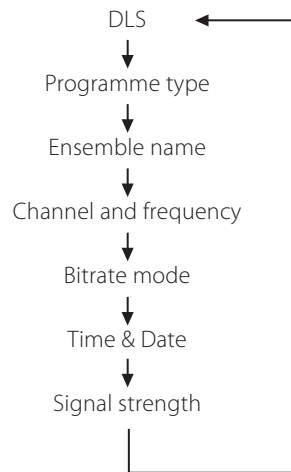 DLS
Programme type
Ensemble name
Channel and frequency
Bitrate mode
Time & Date
Signal strength